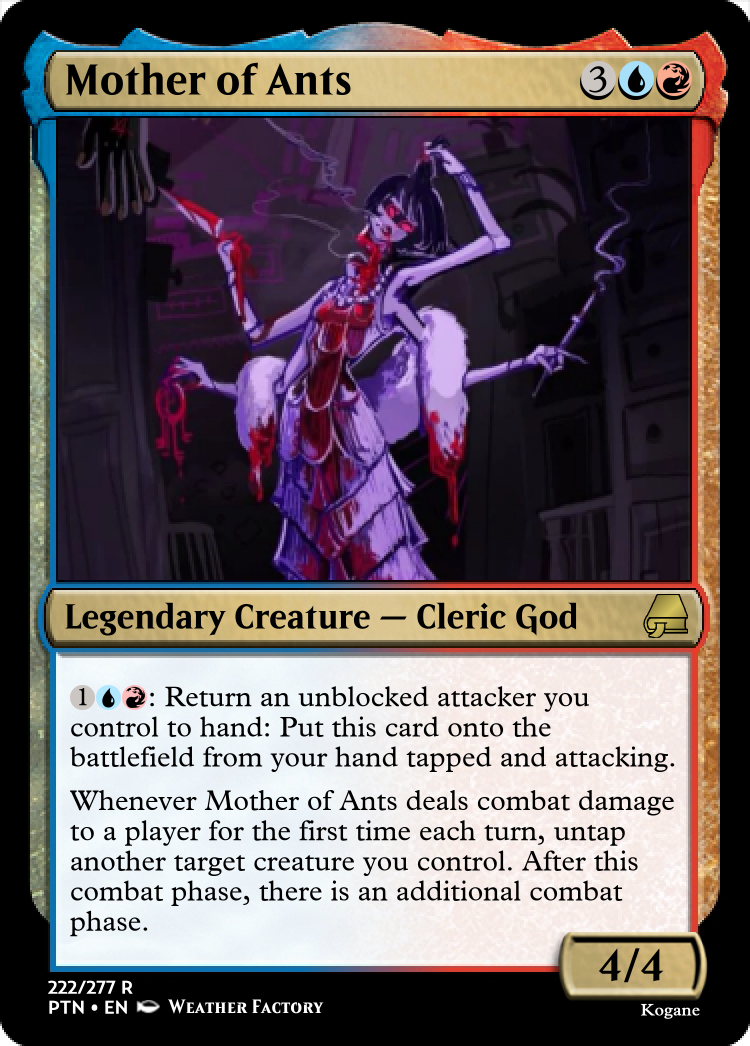 Mother of Ants
3
Legendary Creature — Cleric God
1: Return an unblocked attacker you
control to hand: Put this card onto the
battlefield from your hand tapped and attacking.
Whenever Mother of Ants deals combat damage
to a player for the first time each turn, untap
another target creature you control. After this
combat phase, there is an additional combat
phase.
4/4
222/277 R
PTN • EN WEATHER FACTORY
Kogane